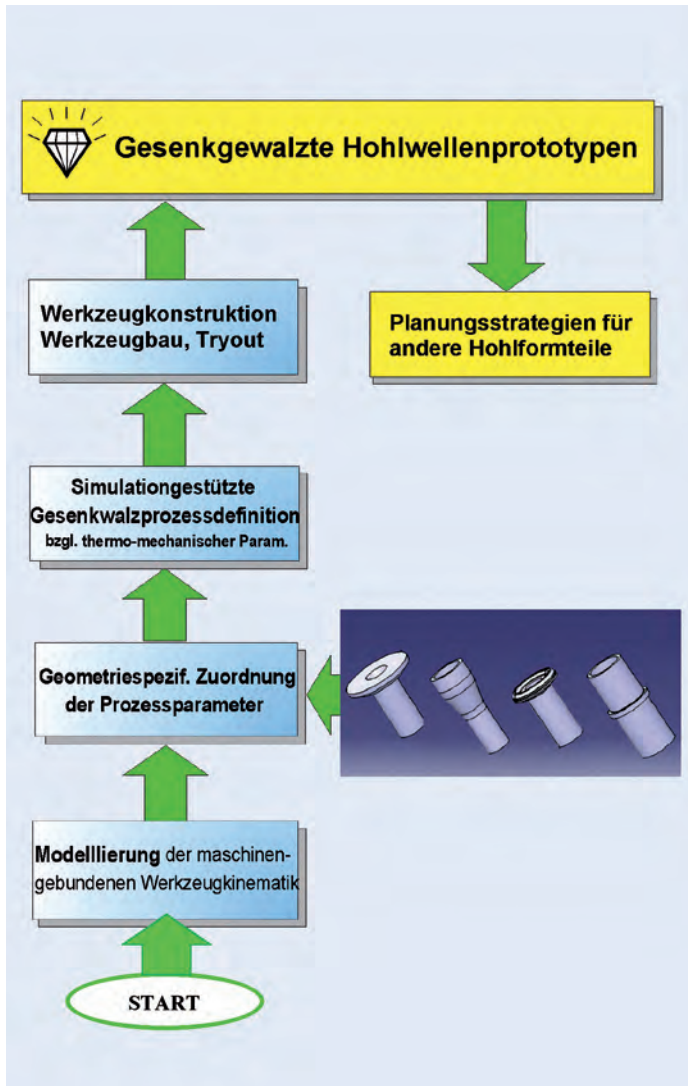 Gesenkgewalzte Hohlwellenprototypen
Werkzeugkonstruktion
Werkzeugbau, Tryout
Planungsstrategien für
andere Hohlformteile
Simulationgestützte
Gesenkwalzprozessdefinition
bzgl. thermo-mechanischer Param.
Geometriespezif. Zuordnung
der Prozessparameter
Modelllierung der maschinen-
gebundenen Werkzeugkinematik
START